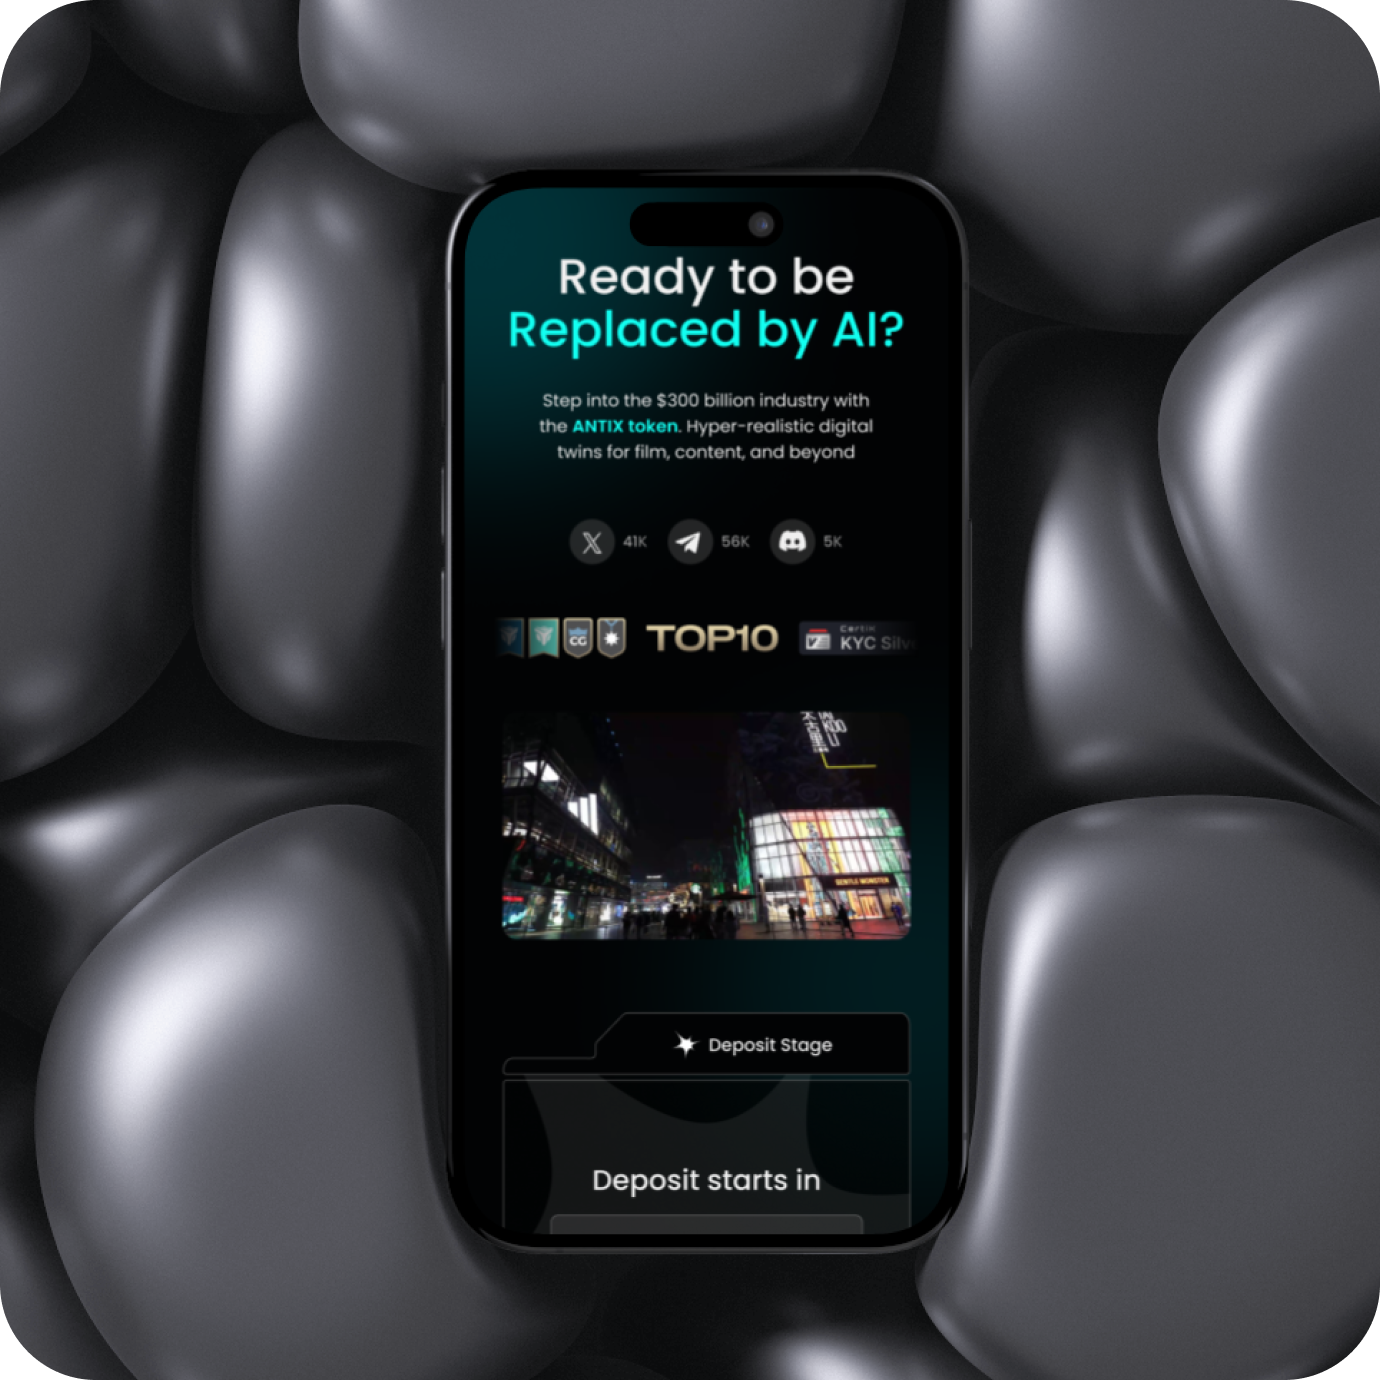 Ready to be
Replaced by AI?
Step into the $300 billion industry with
the ANTIX token. Hyper-realistic digital
twins for film, content, and beyond
41K 56K 5K
CG TOP10 CertiK
KYC Silv
GENTLE MONSTER
Deposit Stage
Deposit starts in